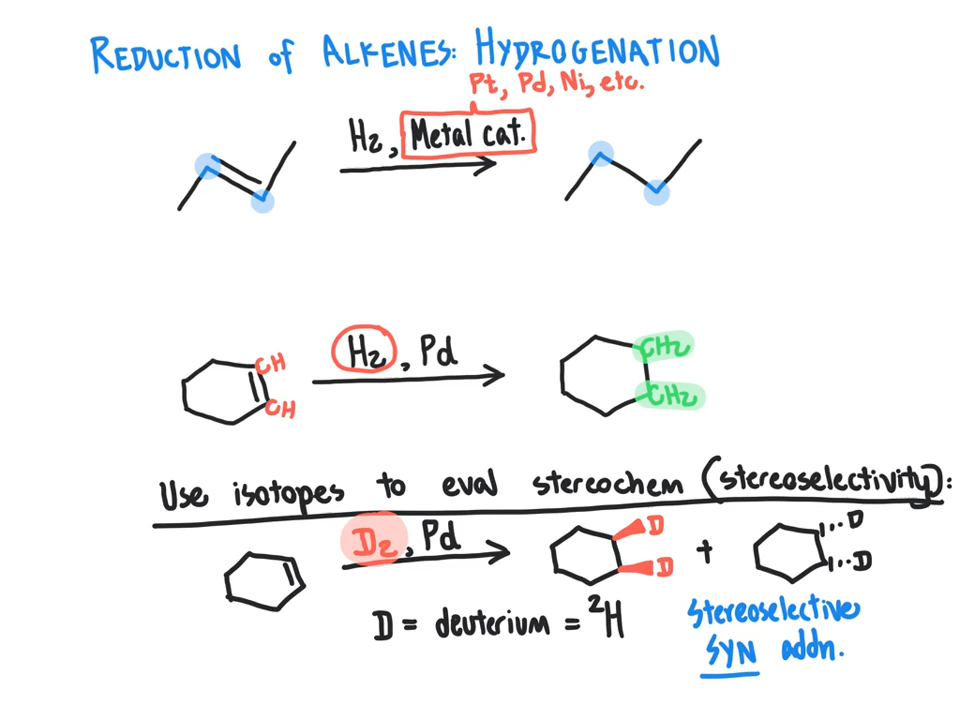 REDUCTION of ALKENES: HYDROGENATION
Pt, Pd, Ni, etc.
H2, Metal cat.
CH
CH
H2, Pd
CH2
CH2
Use isotopes to eval stereochem (stereoselectivity):
D2, Pd
D
D
+
D
D
D = deuterium = ²H
Stereoselective
SYN addn.